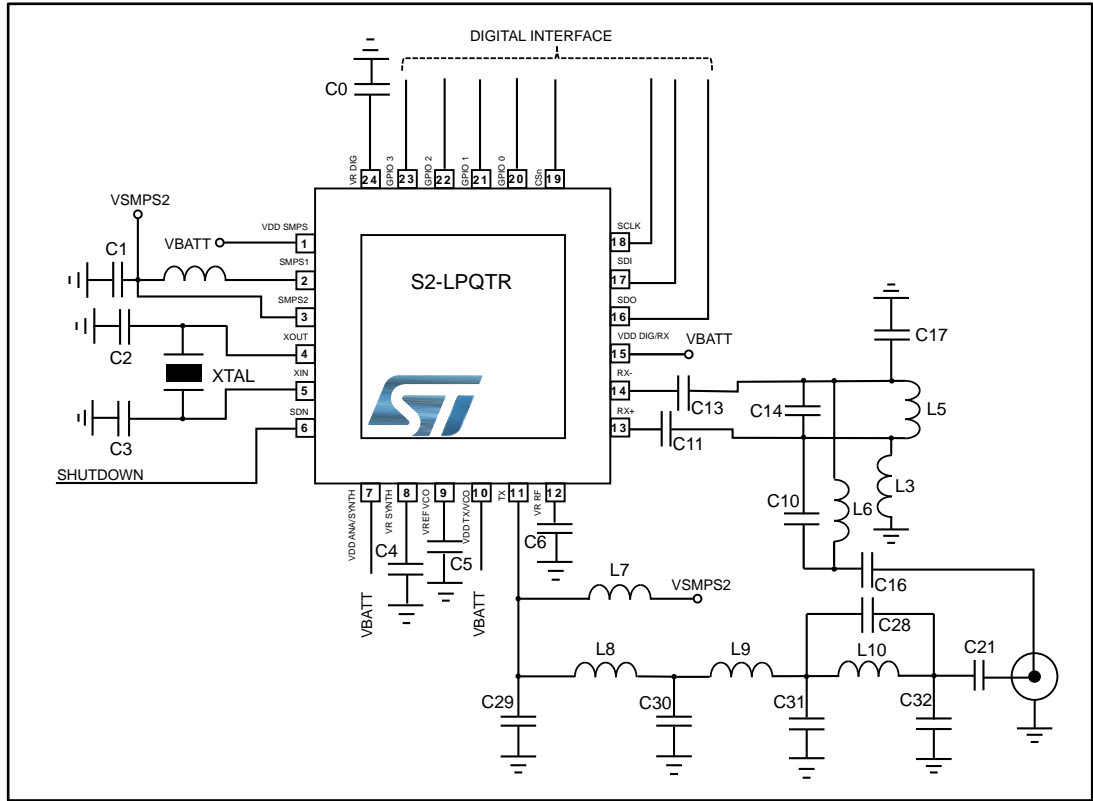 DIGITAL INTERFACE
C0
VR DIG
GPIO 3
GPIO 2
GPIO 1
GPIO 0
CSn
24
23
22
21
20
19
VSMPS2
VDD SMPS
1
VBATT
C1
SMPS1
2
SMPS2
3
C2
XOUT
4
XTAL
XIN
5
C3
SDN
6
SHUTDOWN
S2-LPQTR
ST
SCLK
18
SDI
17
SDO
16
VDD DIG/RX
15
VBATT
RX-
14
C13
RX+
13
C11
C17
C14
L5
C10
L6
L3
C16
7
8
9
10
11
12
VDD ANA/SYNTH
VR SYNTH
VREF VCO
VDD TX/VCO
TX
VR RF
C4
C5
C6
VBATT
VBATT
L7
VSMPS2
C28
L8
L9
L10
C21
C29
C30
C31
C32